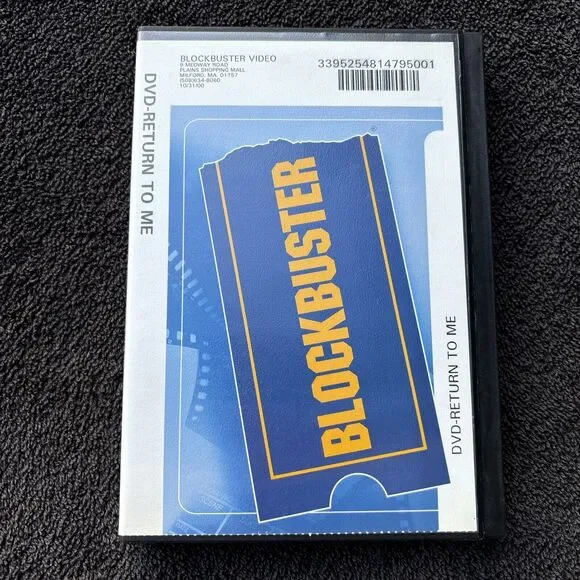 BLOCKBUSTER VIDEO
9 MEDWAY ROAD
PLAINS SHOPPING MALL
MILFORD, MA. 01757
(508)634-8060
10/31/00
3395254814795001
DVD-RETURN TO ME
BLOCKBUSTER
®
DVD-RETURN TO ME